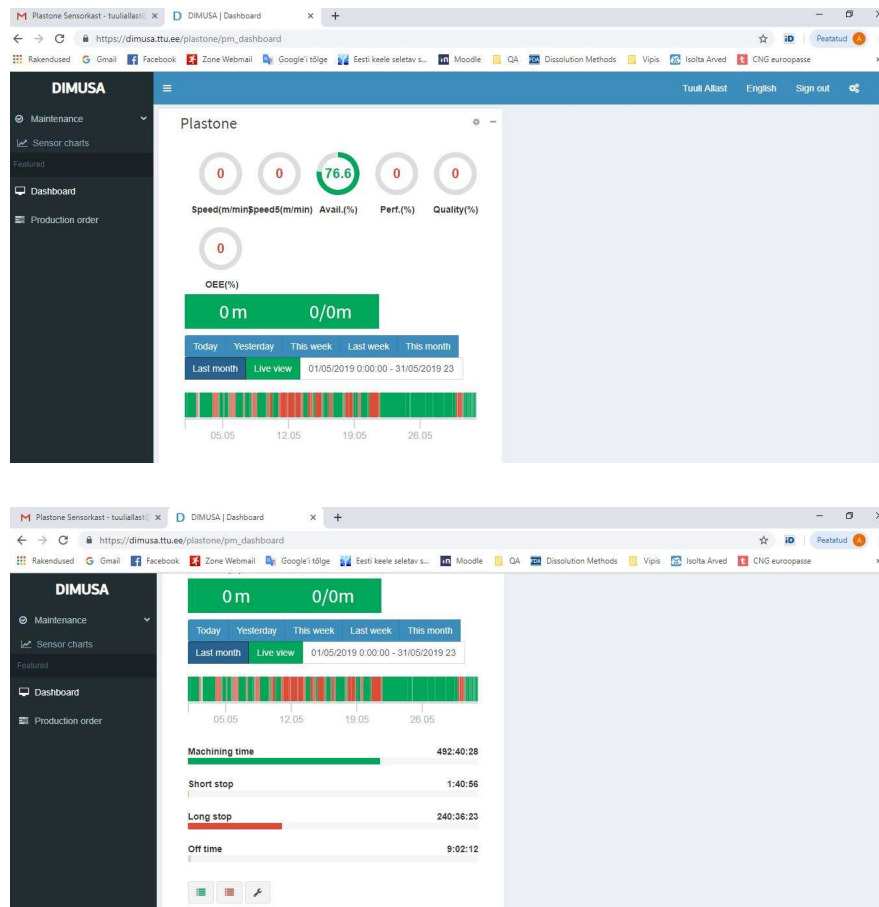 Plastone Sensorkast - tuuliallast@ DIMUSA | Dashboard
https://dimusa.ttu.ee/plastone/pm_dashboard Peatatud A
Rakendused Gmail Facebook Zone Webmail Google'i tõlge Eesti keele seletav s... Moodle QA Dissolution Methods Vipis Isolta Arved CNG euroopasse
DIMUSA Tuuli Allast English Sign out
Maintenance
Sensor charts
Featured
Dashboard
Production order
Plastone
0 0 76.6 0 0
Speed(m/min) Speed5(m/min) Avail.(%) Perf.(%) Quality(%)
0
OEE(%)
0 m 0/0m
Today Yesterday This week Last week This month
Last month Live view 01/05/2019 0:00:00 - 31/05/2019 23
05.05 12.05 19.05 26.05
Plastone Sensorkast - tuuliallast@ DIMUSA | Dashboard
https://dimusa.ttu.ee/plastone/pm_dashboard Peatatud A
Rakendused Gmail Facebook Zone Webmail Google'i tõlge Eesti keele seletav s... Moodle QA Dissolution Methods Vipis Isolta Arved CNG euroopasse
DIMUSA
Maintenance
Sensor charts
Featured
Dashboard
Production order
0 m 0/0m
Today Yesterday This week Last week This month
Last month Live view 01/05/2019 0:00:00 - 31/05/2019 23
05.05 12.05 19.05 26.05
Machining time 492:40:28
Short stop 1:40:56
Long stop 240:36:23
Off time 9:02:12